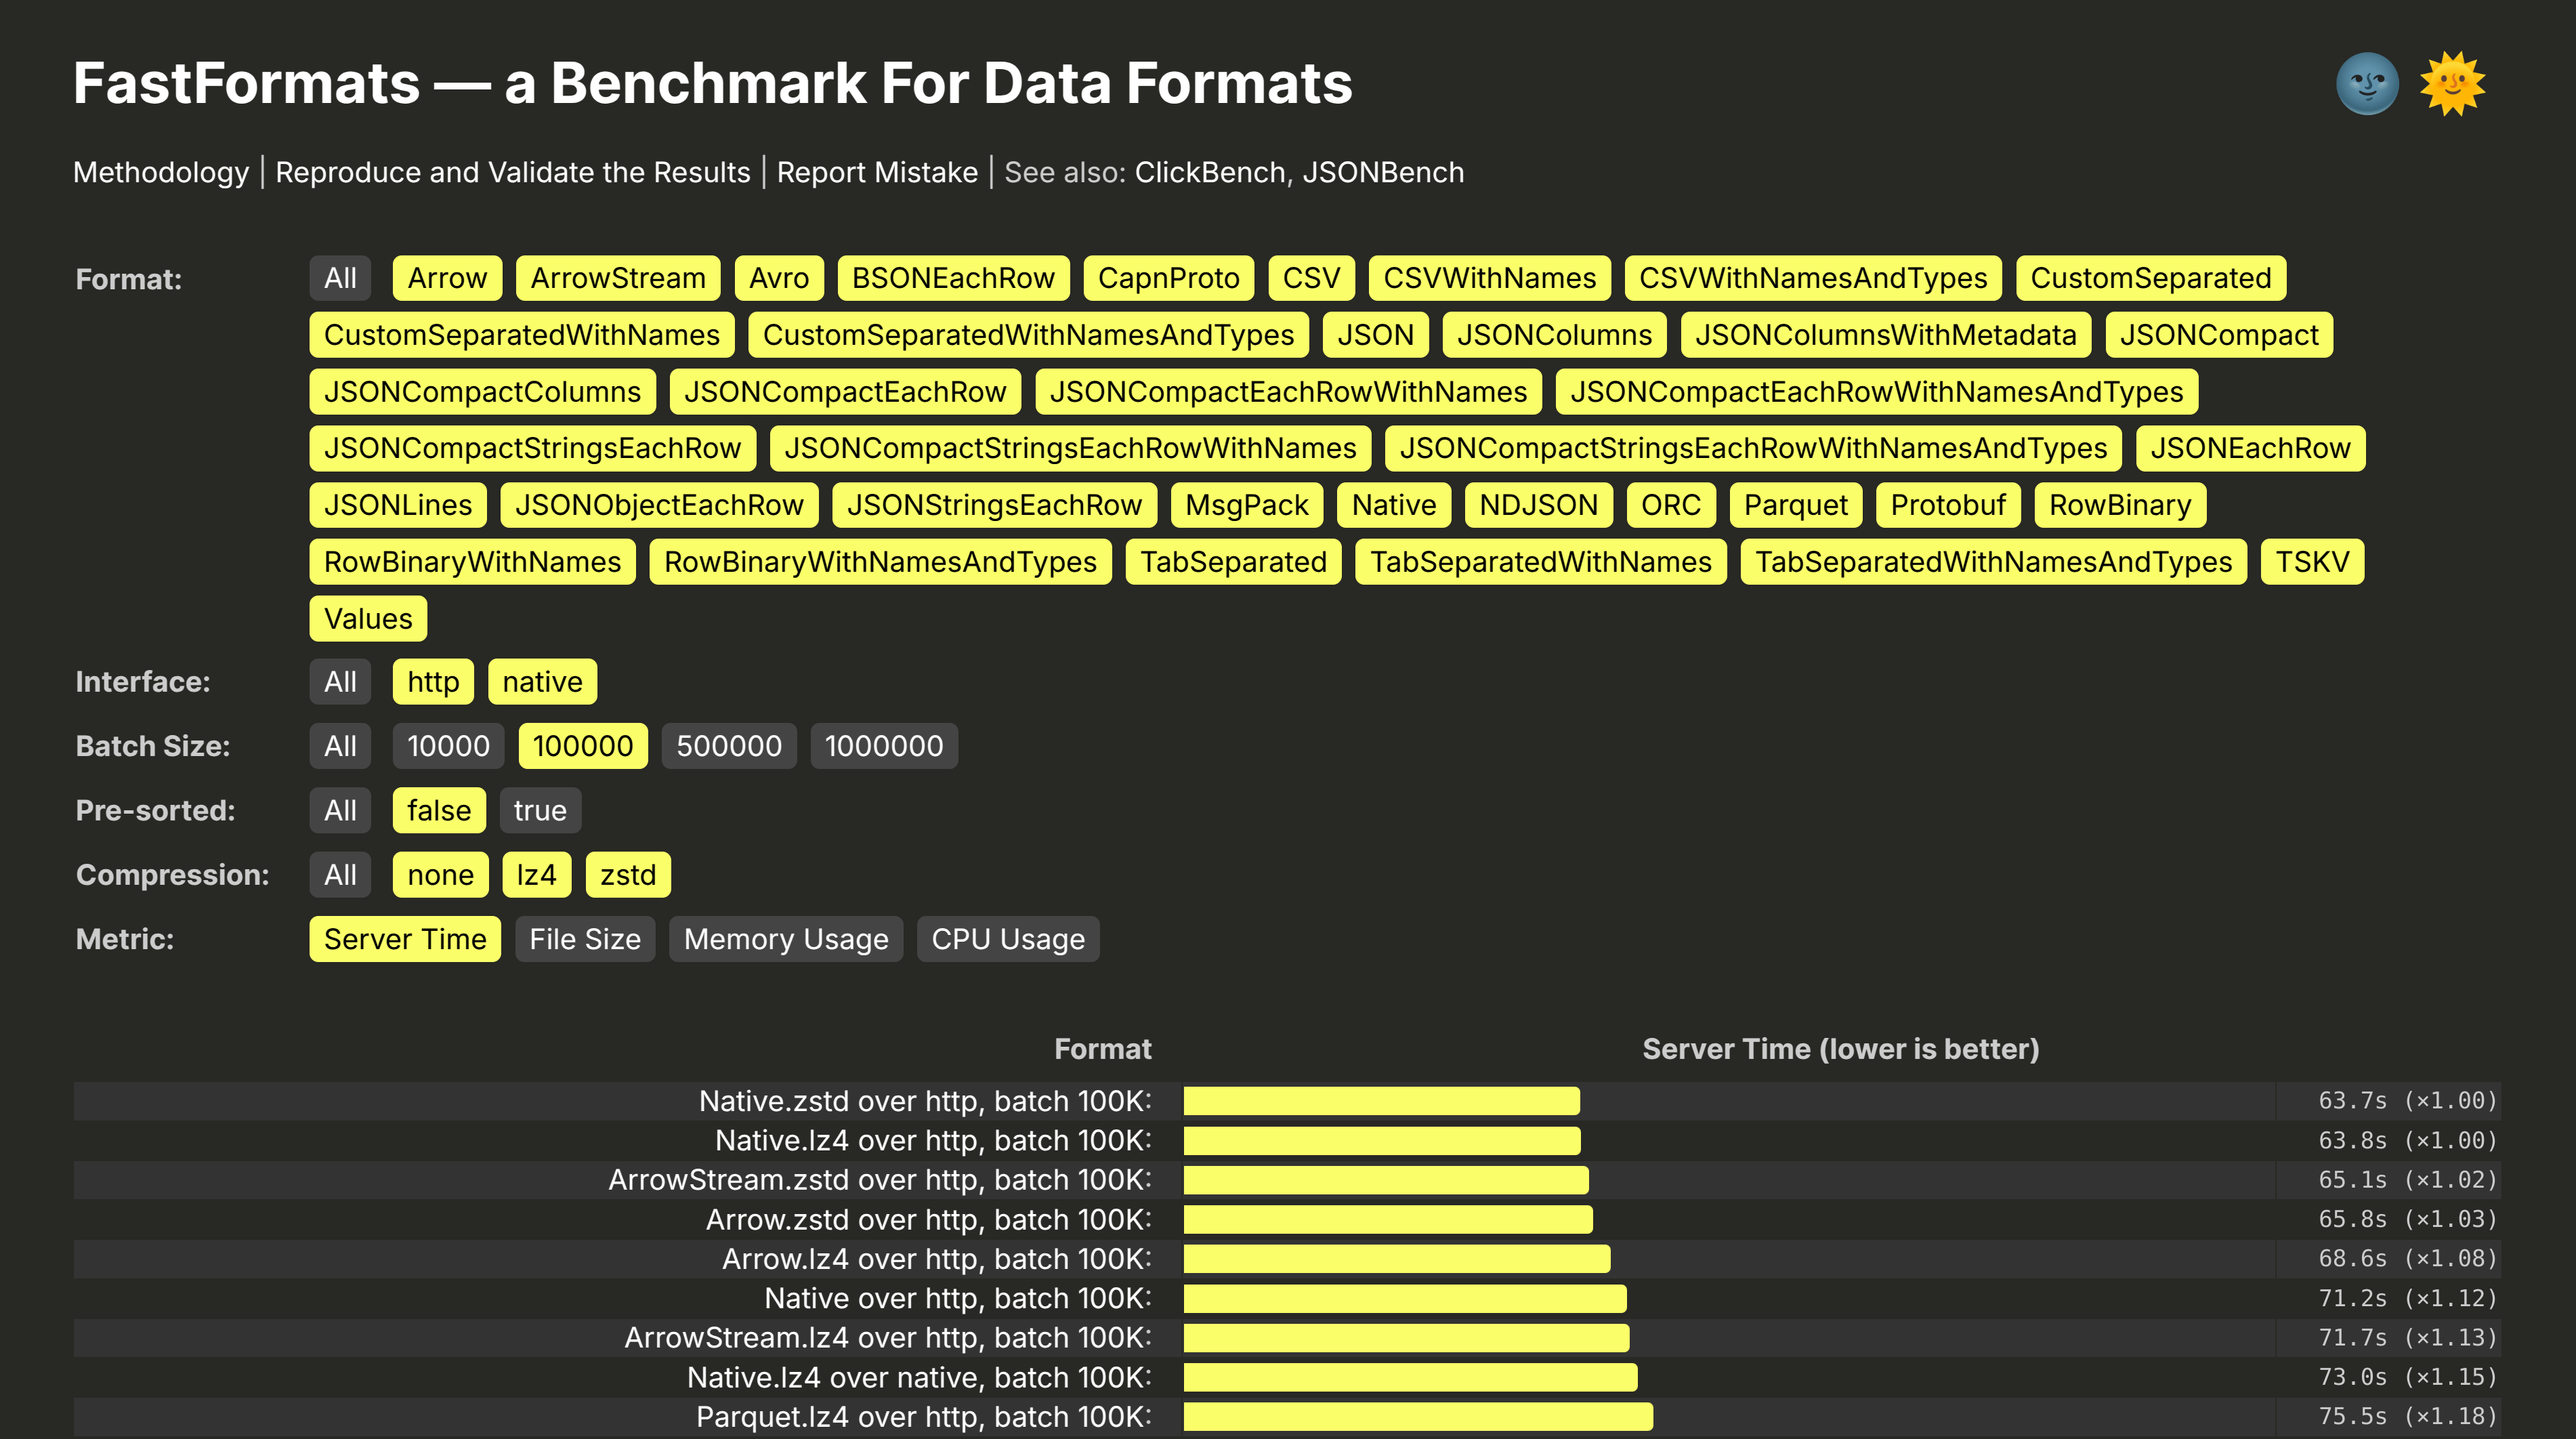 FastFormats — a Benchmark For Data Formats
Methodology | Reproduce and Validate the Results | Report Mistake | See also: ClickBench, JSONBench
Format: All Arrow ArrowStream Avro BSONEachRow CapnProto CSV CSVWithNames CSVWithNamesAndTypes CustomSeparated
CustomSeparatedWithNames CustomSeparatedWithNamesAndTypes JSON JSONColumns JSONColumnsWithMetadata JSONCompact
JSONCompactColumns JSONCompactEachRow JSONCompactEachRowWithNames JSONCompactEachRowWithNamesAndTypes
JSONCompactStringsEachRow JSONCompactStringsEachRowWithNames JSONCompactStringsEachRowWithNamesAndTypes JSONEachRow
JSONLines JSONObjectEachRow JSONStringsEachRow MsgPack Native NDJSON ORC Parquet Protobuf RowBinary
RowBinaryWithNames RowBinaryWithNamesAndTypes TabSeparated TabSeparatedWithNames TabSeparatedWithNamesAndTypes TSKV
Values
Interface: All http native
Batch Size: All 10000 100000 500000 1000000
Pre-sorted: All false true
Compression: All none lz4 zstd
Metric: Server Time File Size Memory Usage CPU Usage
Format Server Time (lower is better)
Native.zstd over http, batch 100K: 63.7s (×1.00)
Native.lz4 over http, batch 100K: 63.8s (×1.00)
ArrowStream.zstd over http, batch 100K: 65.1s (×1.02)
Arrow.zstd over http, batch 100K: 65.8s (×1.03)
Arrow.lz4 over http, batch 100K: 68.6s (×1.08)
Native over http, batch 100K: 71.2s (×1.12)
ArrowStream.lz4 over http, batch 100K: 71.7s (×1.13)
Native.lz4 over native, batch 100K: 73.0s (×1.15)
Parquet.lz4 over http, batch 100K: 75.5s (×1.18)